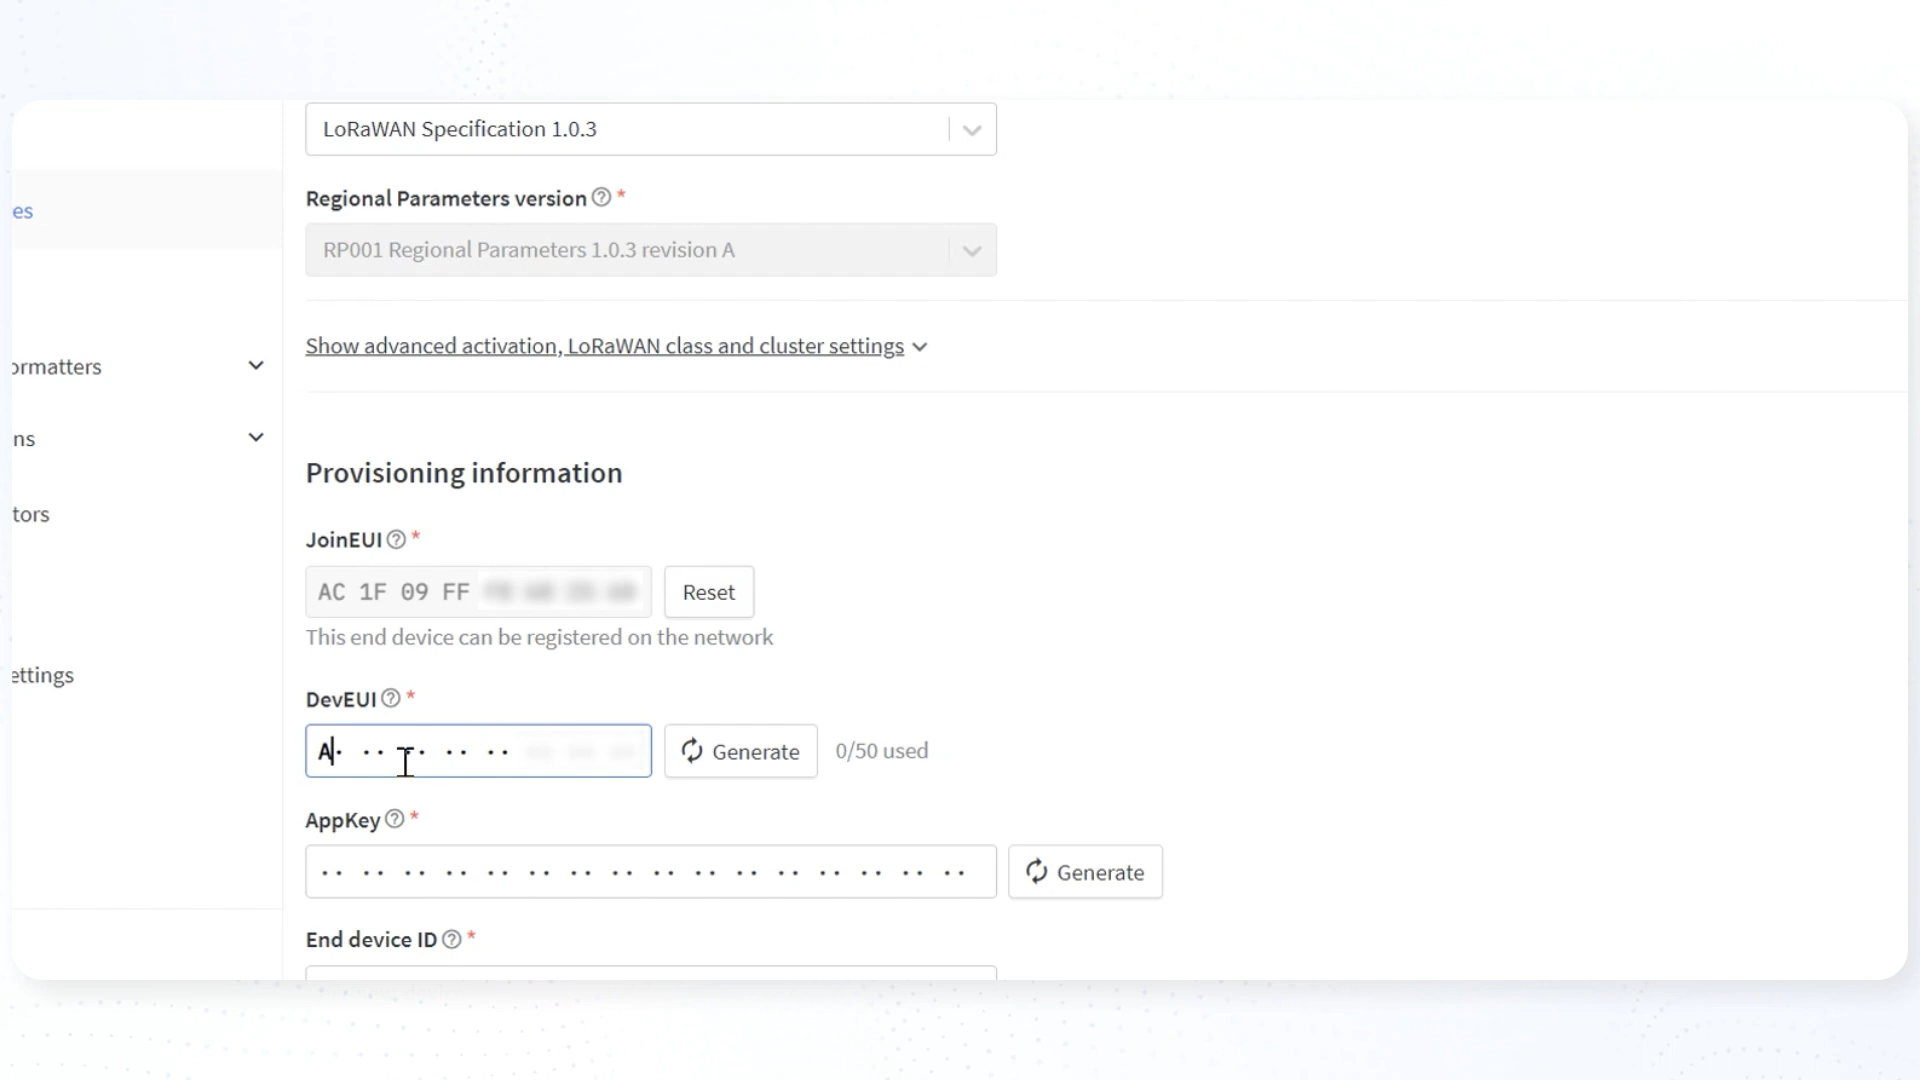 LoRaWAN Specification 1.0.3
Regional Parameters version *
es
RP001 Regional Parameters 1.0.3 revision A
Show advanced activation, LoRaWAN class and cluster settings
ormatters
ns
Provisioning information
tors
JoinEUI *
AC 1F 09 FF
Reset
This end device can be registered on the network
ettings
DevEUI *
A· ·· ·· ·· ··
Generate
0/50 used
AppKey *
·· ·· ·· ·· ·· ·· ·· ·· ·· ·· ·· ·· ·· ·· ·· ··
Generate
End device ID *